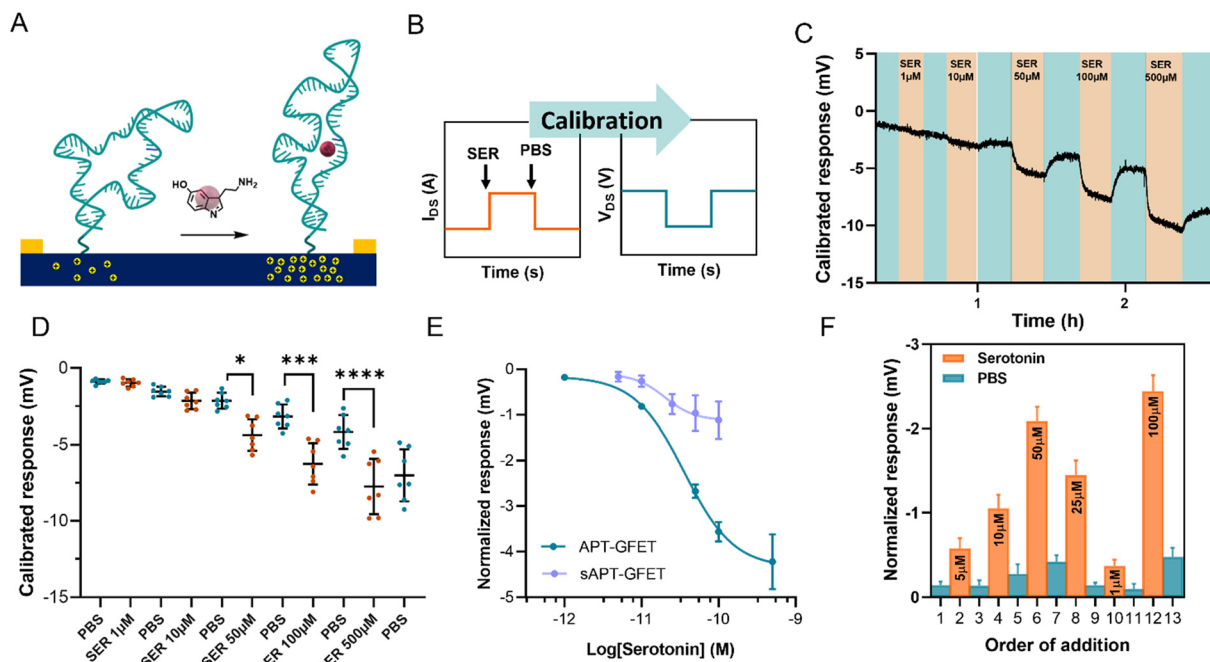 A
HO
NH₂
N
B
Calibration
SER
PBS
I_DS (A)
Time (s)
V_DS (V)
Time (s)
C
Calibrated response (mV)
5
0
-5
-10
-15
SER
1µM
SER
10µM
SER
50µM
SER
100µM
SER
500µM
1
2
Time (h)
D
Calibrated response
(mV)
0
-5
-10
-15
*
***
****
PBS
SER 1µM
PBS
SER 10µM
PBS
SER 50µM
PBS
ER 100µM
PBS
ER 500µM
PBS
E
Normalized response (mV)
0
-1
-2
-3
-4
-5
APT-GFET
sAPT-GFET
-12
-11
-10
-9
Log[Serotonin] (M)
F
Normalized response (mV)
-3
-2
-1
0
Serotonin
PBS
5µM
10µM
50µM
25µM
1µM
100µM
1 2 3 4 5 6 7 8 9 10 11 12 13
Order of addition